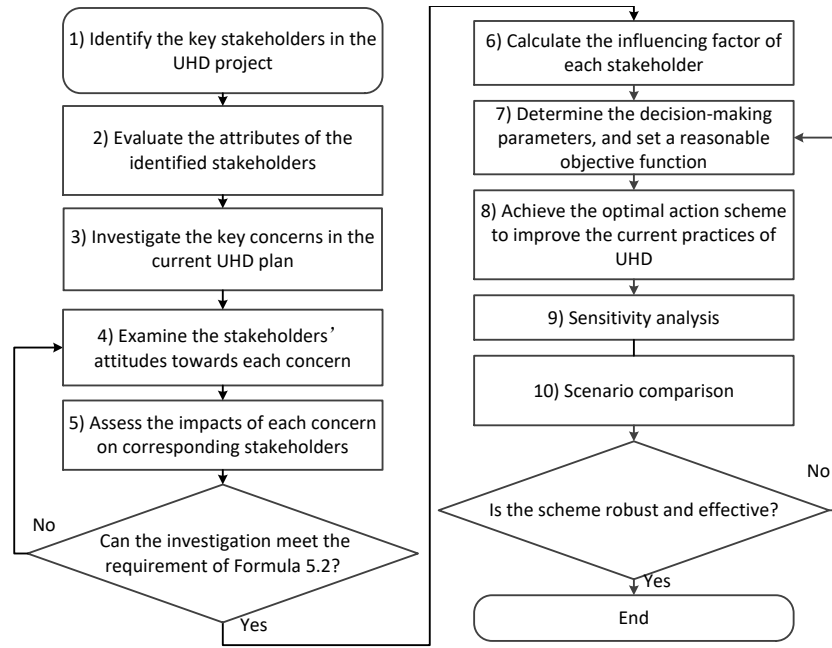 1) Identify the key stakeholders in the
UHD project
2) Evaluate the attributes of the
identified stakeholders
3) Investigate the key concerns in the
current UHD plan
4) Examine the stakeholders’
attitudes towards each concern
5) Assess the impacts of each concern
on corresponding stakeholders
No
Can the investigation meet the
requirement of Formula 5.2?
Yes
6) Calculate the influencing factor of
each stakeholder
7) Determine the decision-making
parameters, and set a reasonable
objective function
8) Achieve the optimal action scheme
to improve the current practices of
UHD
9) Sensitivity analysis
10) Scenario comparison
No
Is the scheme robust and effective?
Yes
End